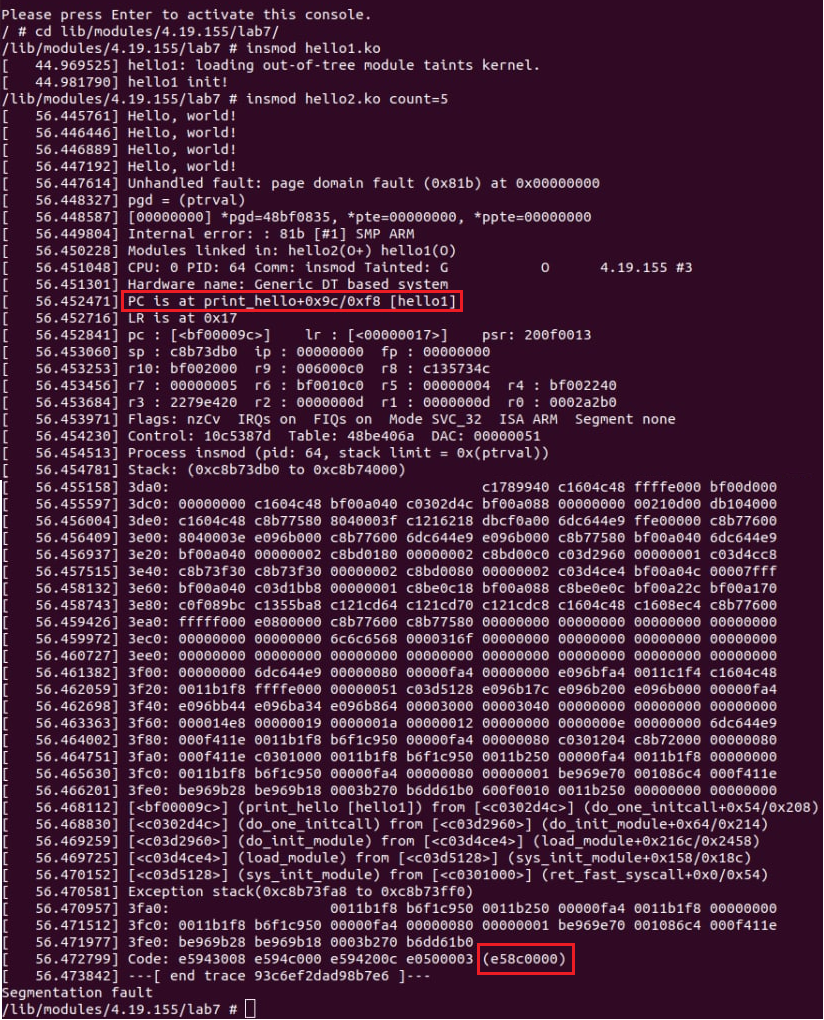 Please press Enter to activate this console.
/ # cd lib/modules/4.19.155/lab7/
/lib/modules/4.19.155/lab7 # insmod hello1.ko
[   44.969525] hello1: loading out-of-tree module taints kernel.
[   44.981790] hello1 init!
/lib/modules/4.19.155/lab7 # insmod hello2.ko count=5
[   56.445761] Hello, world!
[   56.446446] Hello, world!
[   56.446889] Hello, world!
[   56.447192] Hello, world!
[   56.447614] Unhandled fault: page domain fault (0x81b) at 0x00000000
[   56.448327] pgd = (ptrval)
[   56.448587] [00000000] *pgd=48bf0835, *pte=00000000, *ppte=00000000
[   56.449804] Internal error: : 81b [#1] SMP ARM
[   56.450228] Modules linked in: hello2(O+) hello1(O)
[   56.451048] CPU: 0 PID: 64 Comm: insmod Tainted: G           O      4.19.155 #3
[   56.451301] Hardware name: Generic DT based system
[   56.452471] PC is at print_hello+0x9c/0xf8 [hello1]
[   56.452716] LR is at 0x17
[   56.452841] pc : [<bf00009c>]    lr : [<00000017>]    psr: 200f0013
[   56.453060] sp : c8b73db0  ip : 00000000  fp : 00000000
[   56.453253] r10: bf002000  r9 : 006000c0  r8 : c135734c
[   56.453456] r7 : 00000005  r6 : bf0010c0  r5 : 00000004  r4 : bf002240
[   56.453684] r3 : 2279e420  r2 : 0000000d  r1 : 0000000d  r0 : 0002a2b0
[   56.453971] Flags: nzCv  IRQs on  FIQs on  Mode SVC_32  ISA ARM  Segment none
[   56.454230] Control: 10c5387d  Table: 48be406a  DAC: 00000051
[   56.454513] Process insmod (pid: 64, stack limit = 0x(ptrval))
[   56.454781] Stack: (0xc8b73db0 to 0xc8b74000)
[   56.455158] 3da0:                                     c1789940 c1604c48 ffffe000 bf00d000
[   56.455597] 3dc0: 00000000 c1604c48 bf00a040 c0302d4c bf00a088 00000000 00210d00 db104000
[   56.456004] 3de0: c1604c48 c8b77580 8040003f c1216218 dbcf0a00 6dc644e9 ffe00000 c8b77600
[   56.456409] 3e00: 8040003e e096b000 c8b77600 6dc644e9 e096b000 c8b77580 bf00a040 6dc644e9
[   56.456937] 3e20: bf00a040 00000002 c8bd0180 00000002 c8bd00c0 c03d2960 00000001 c03d4cc8
[   56.457515] 3e40: c8b73f30 c8b73f30 00000002 c8bd0080 00000002 c03d4ce4 bf00a04c 00007fff
[   56.458132] 3e60: bf00a040 c03d1bb8 00000001 c8be0c18 bf00a088 c8be0e0c bf00a22c bf00a170
[   56.458743] 3e80: c0f089bc c1355ba8 c121cd64 c121cd70 c121cdc8 c1604c48 c1608ec4 c8b77600
[   56.459426] 3ea0: fffff000 e0800000 c8b77600 c8b77580 00000000 00000000 00000000 00000000
[   56.459972] 3ec0: 00000000 00000000 6c6c6568 0000316f 00000000 00000000 00000000 00000000
[   56.460727] 3ee0: 00000000 00000000 00000000 00000000 00000000 00000000 00000000 00000000
[   56.461382] 3f00: 00000000 6dc644e9 00000080 00000fa4 00000000 e096bfa4 0011c1f4 c1604c48
[   56.462059] 3f20: 0011b1f8 ffffe000 00000051 c03d5128 e096b17c e096b200 e096b000 00000fa4
[   56.462698] 3f40: e096bb44 e096ba34 e096b864 00003000 00003040 00000000 00000000 00000000
[   56.463363] 3f60: 000014e8 00000019 0000001a 00000012 00000000 0000000e 00000000 6dc644e9
[   56.464002] 3f80: 000f411e 0011b1f8 b6f1c950 00000fa4 00000080 c0301204 c8b72000 00000080
[   56.464751] 3fa0: 000f411e c0301000 0011b1f8 b6f1c950 0011b250 00000fa4 0011b1f8 00000000
[   56.465630] 3fc0: 0011b1f8 b6f1c950 00000fa4 00000080 00000001 be969e70 001086c4 000f411e
[   56.466201] 3fe0: be969b28 be969b18 0003b270 b6dd61b0 600f0010 0011b250 00000000 00000000
[   56.468112] [<bf00009c>] (print_hello [hello1]) from [<c0302d4c>] (do_one_initcall+0x54/0x208)
[   56.468830] [<c0302d4c>] (do_one_initcall) from [<c03d2960>] (do_init_module+0x64/0x214)
[   56.469259] [<c03d2960>] (do_init_module) from [<c03d4ce4>] (load_module+0x216c/0x2458)
[   56.469725] [<c03d4ce4>] (load_module) from [<c03d5128>] (sys_init_module+0x158/0x18c)
[   56.470152] [<c03d5128>] (sys_init_module) from [<c0301000>] (ret_fast_syscall+0x0/0x54)
[   56.470581] Exception stack(0xc8b73fa8 to 0xc8b73ff0)
[   56.470957] 3fa0:                   0011b1f8 b6f1c950 0011b250 00000fa4 0011b1f8 00000000
[   56.471512] 3fc0: 0011b1f8 b6f1c950 00000fa4 00000080 00000001 be969e70 001086c4 000f411e
[   56.471977] 3fe0: be969b28 be969b18 0003b270 b6dd61b0
[   56.472799] Code: e5943008 e594c000 e594200c e0500003 (e58c0000)
[   56.473842] ---[ end trace 93c6ef2dad98b7e6 ]---
Segmentation fault
/lib/modules/4.19.155/lab7 #